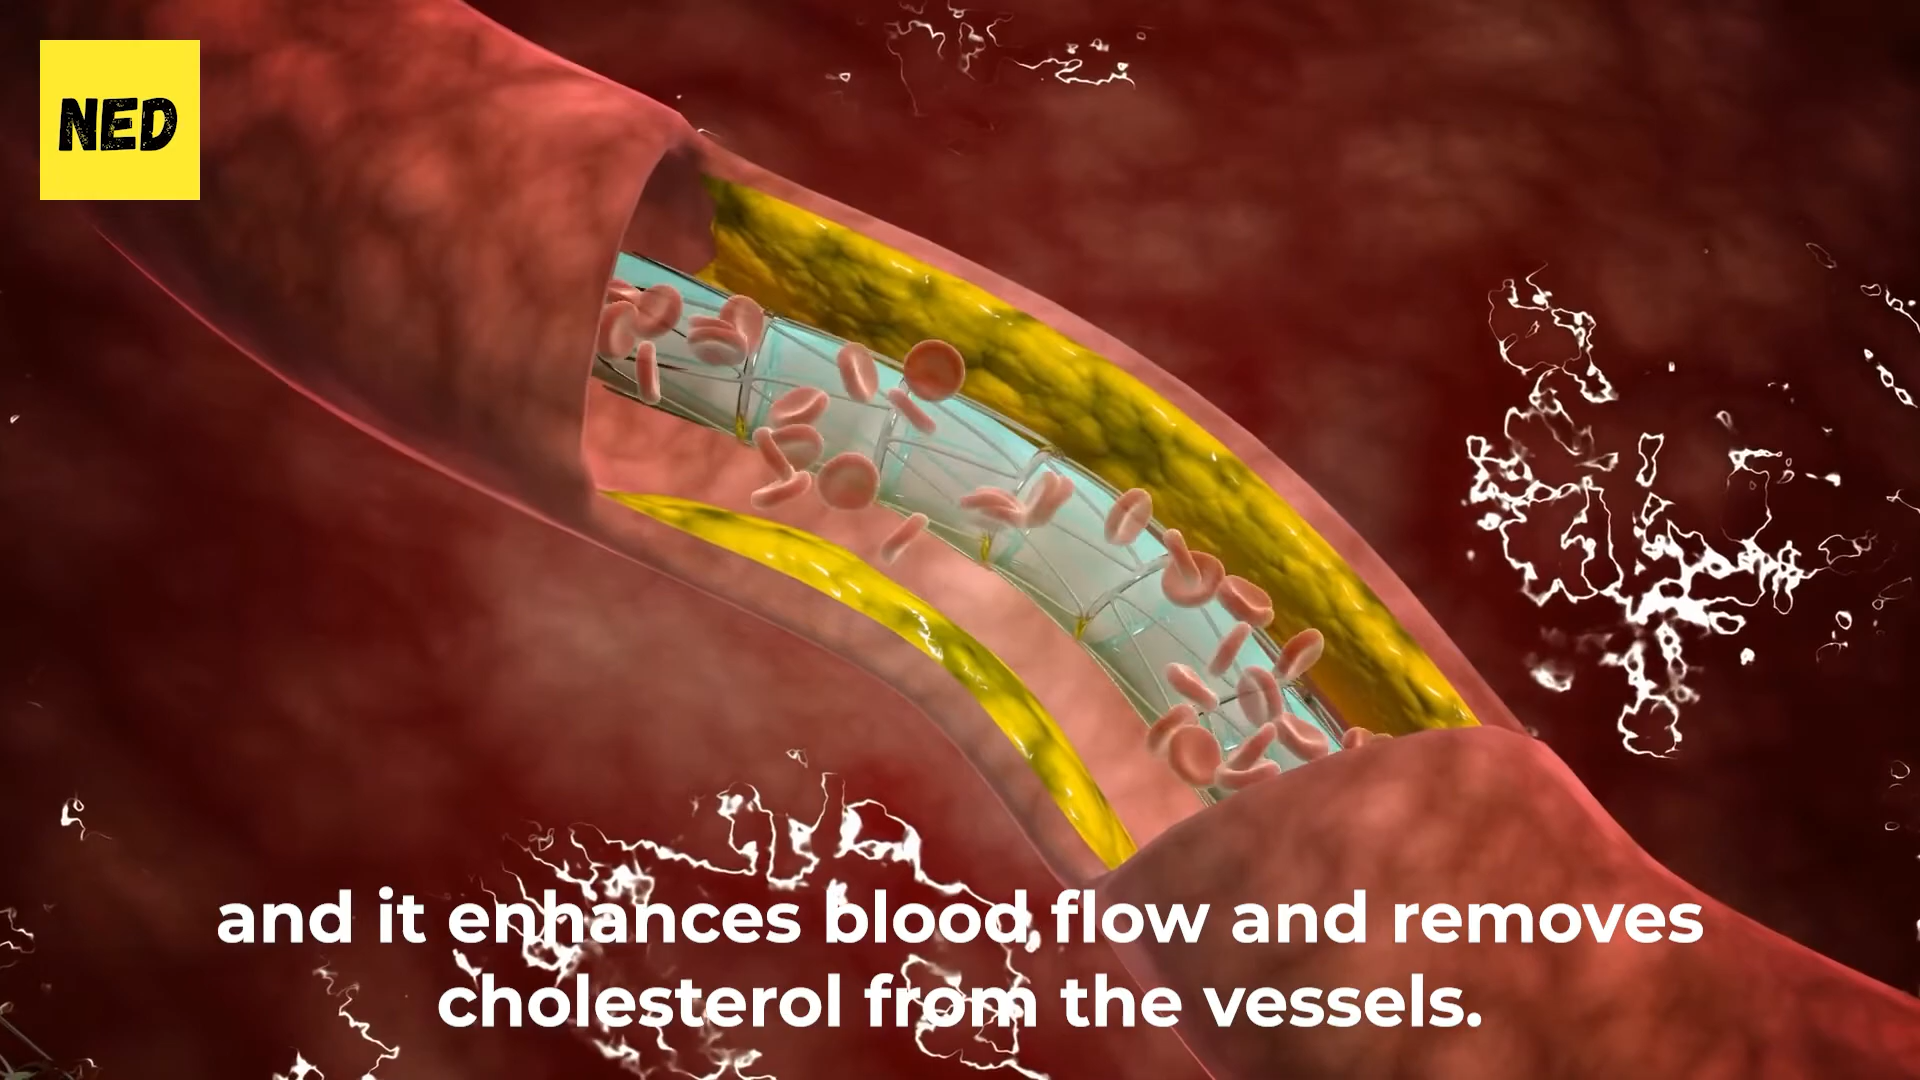 NED
and it enhances blood flow and removes
cholesterol from the vessels.